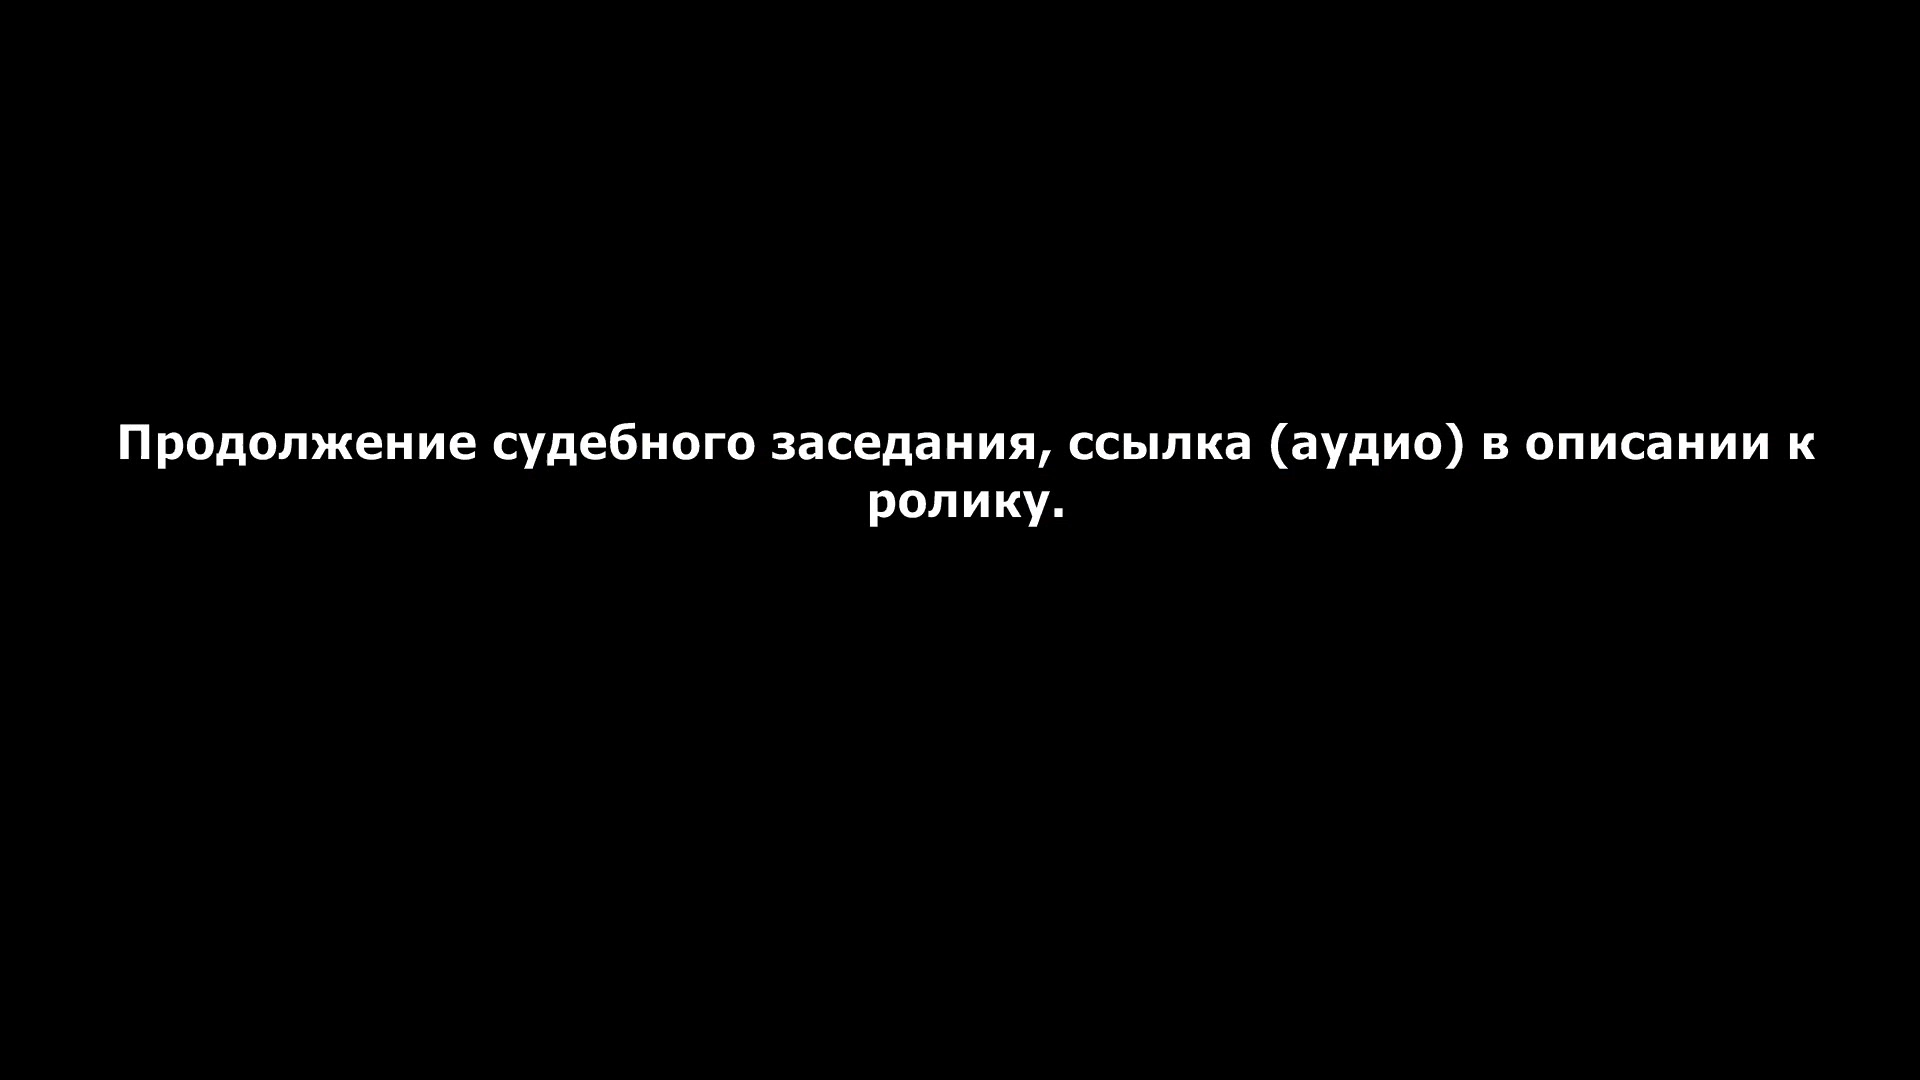 Продолжение судебного заседания, ссылка (аудио) в описании к
ролику.